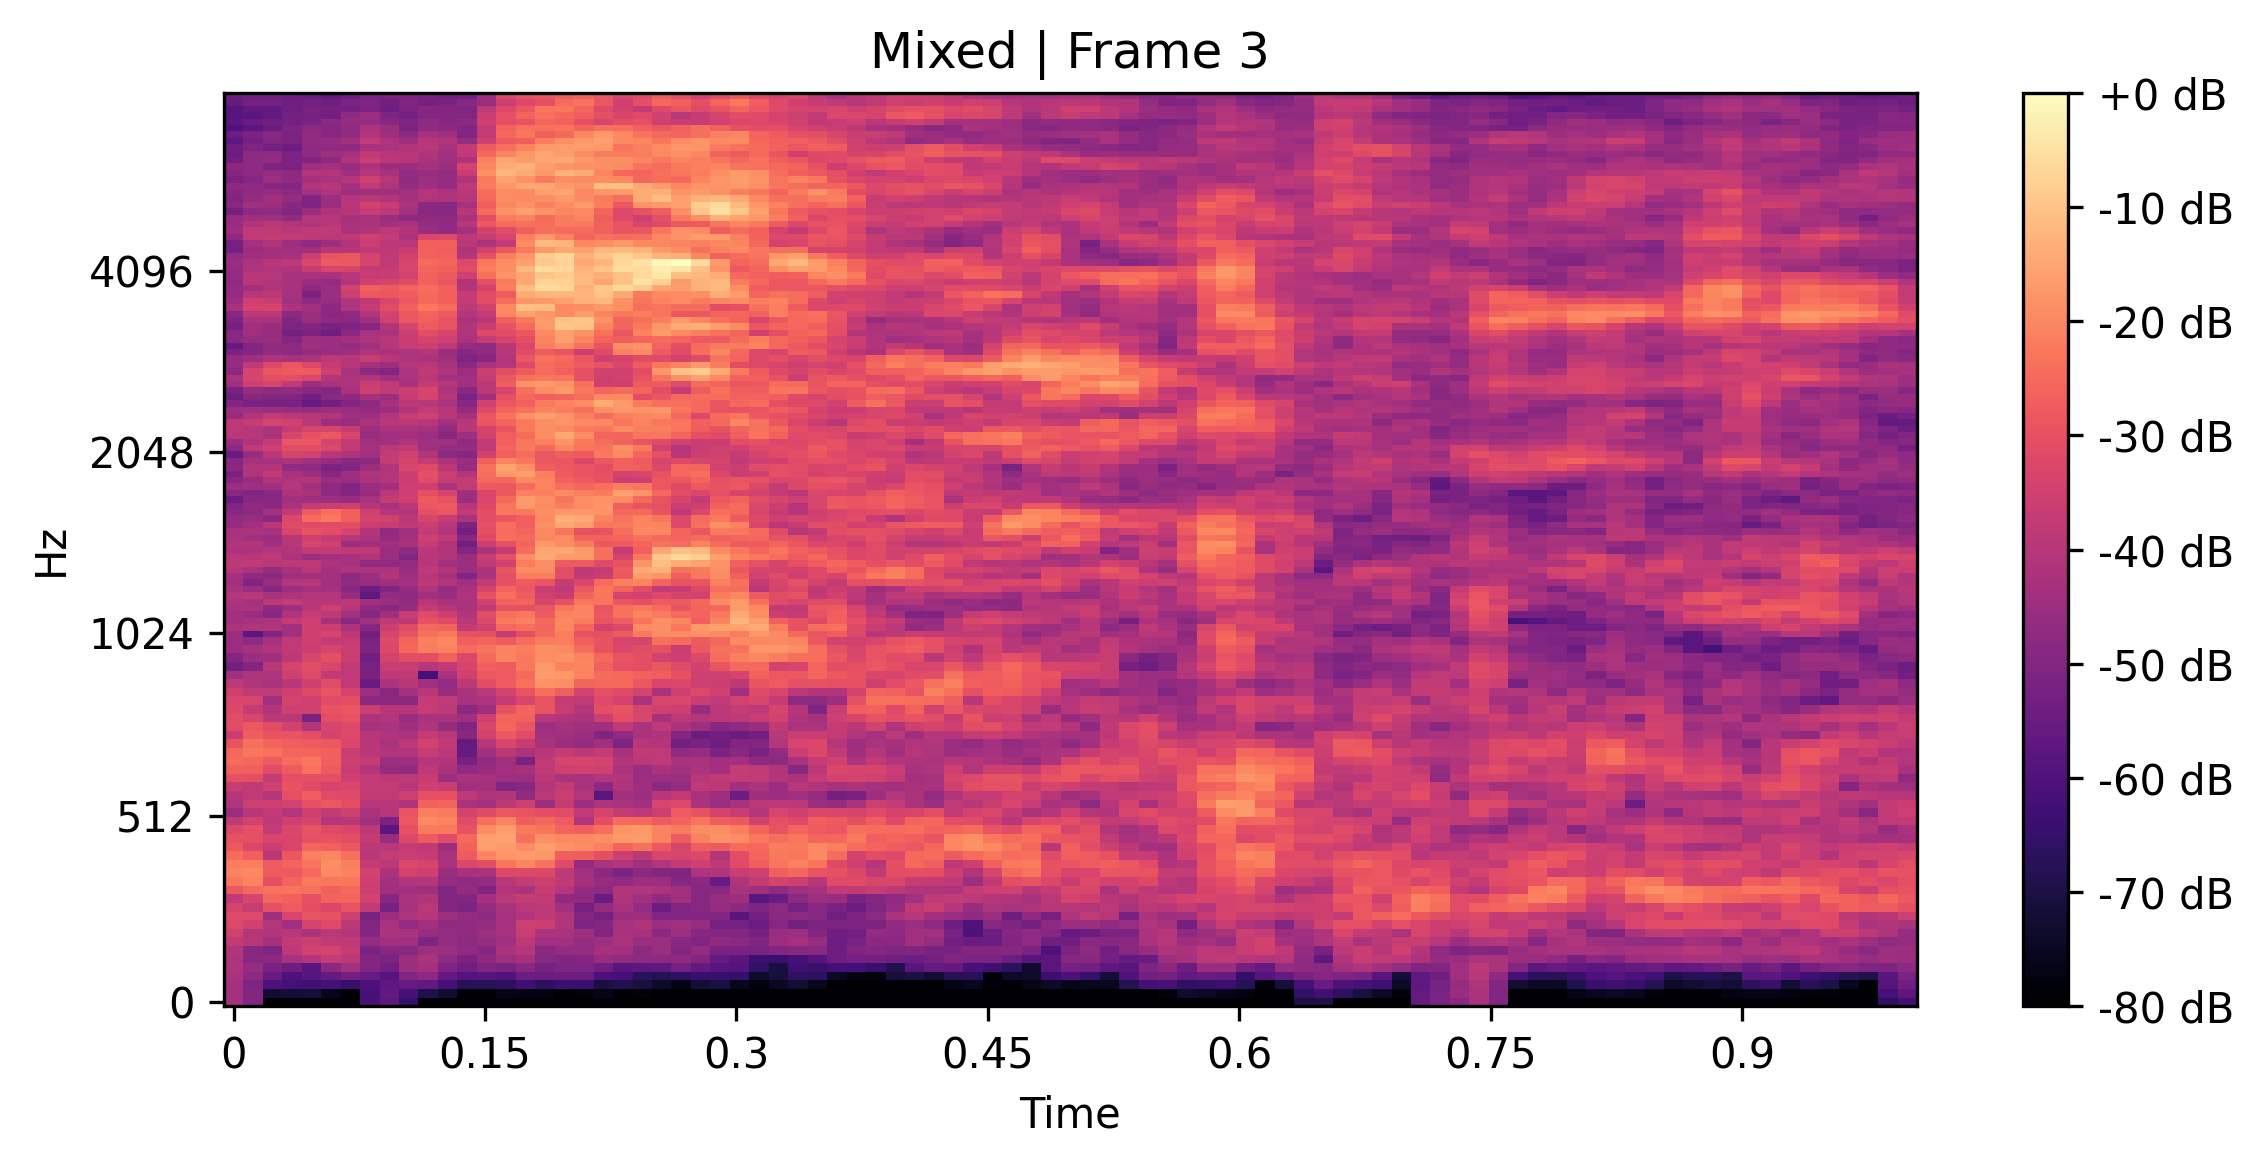 Mixed | Frame 3
+0 dB
-10 dB
-20 dB
-30 dB
-40 dB
-50 dB
-60 dB
-70 dB
-80 dB
4096
2048
1024
512
0
Hz
0 0.15 0.3 0.45 0.6 0.75 0.9
Time